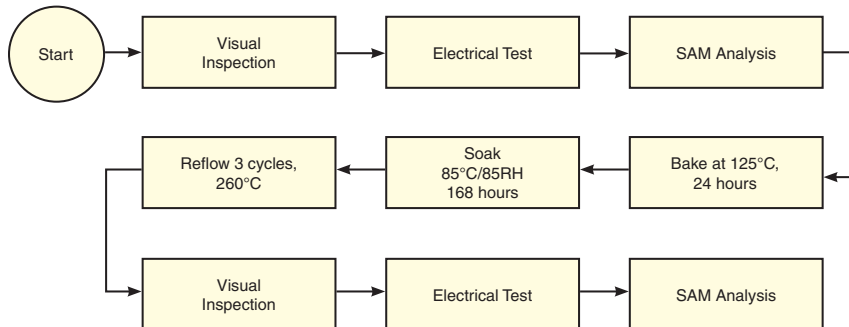 Start
Visual
Inspection
Electrical Test
SAM Analysis
Bake at 125°C,
24 hours
Soak
85°C/85RH
168 hours
Reflow 3 cycles,
260°C
Visual
Inspection
Electrical Test
SAM Analysis